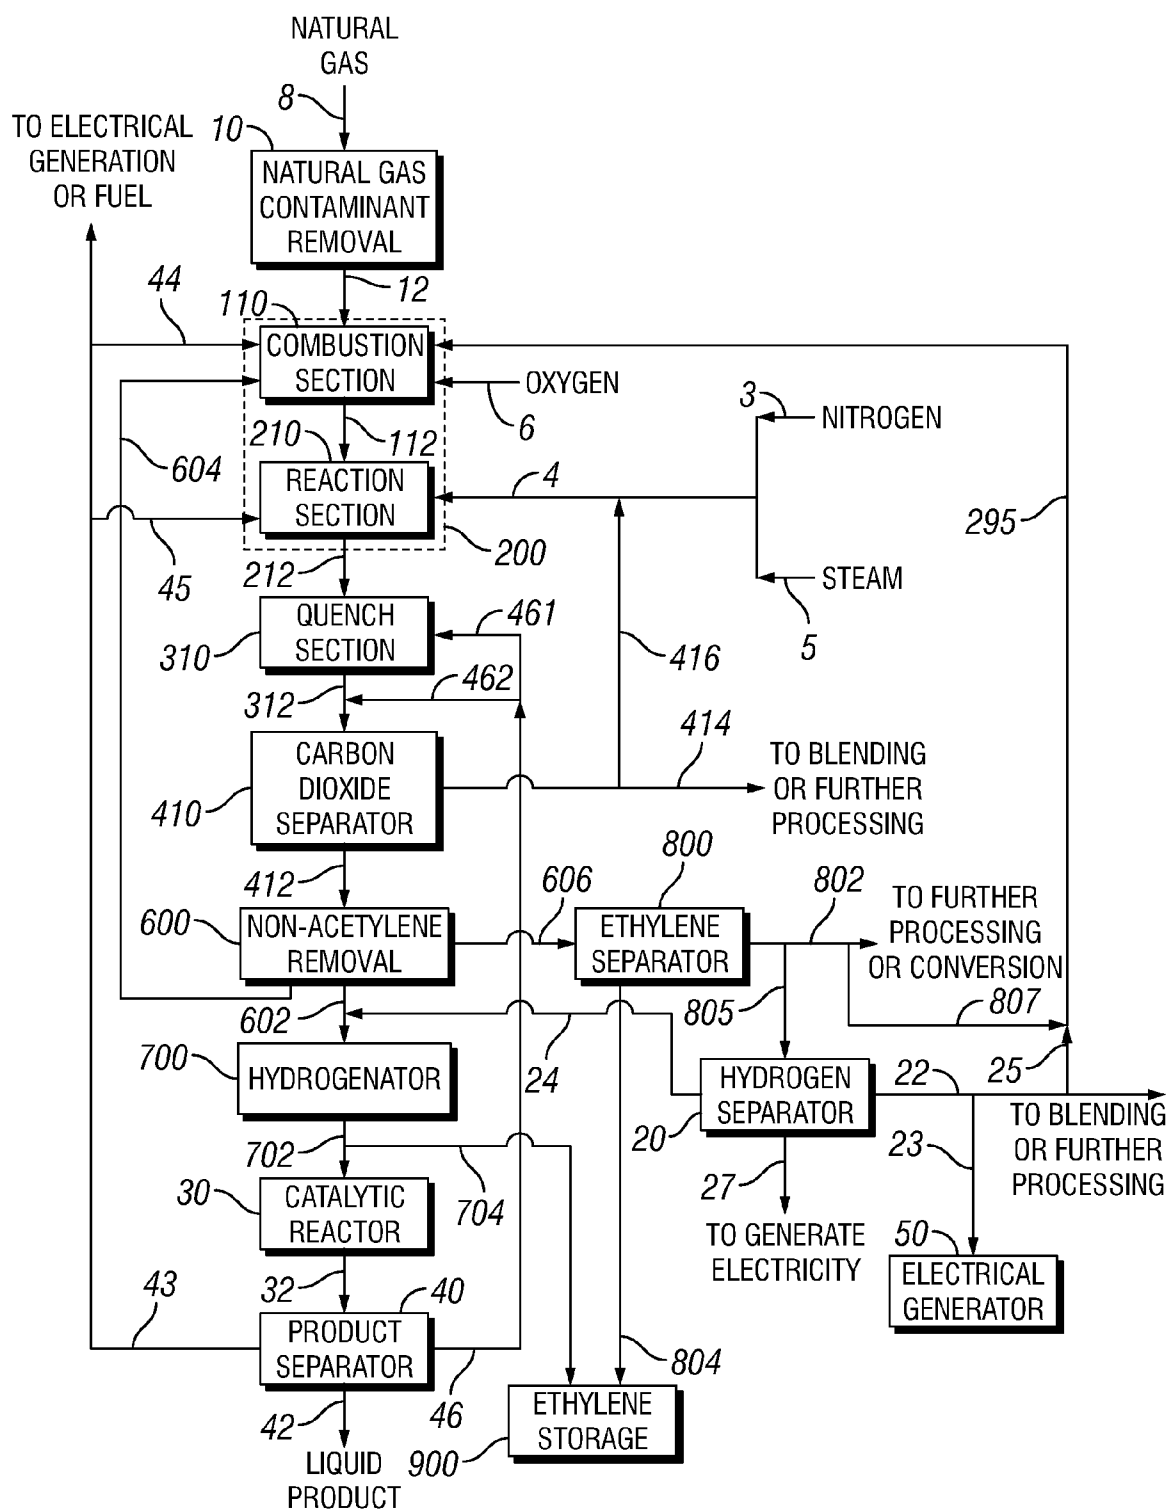 NATURAL
GAS
8
TO ELECTRICAL
GENERATION
OR FUEL
10
NATURAL GAS
CONTAMINANT
REMOVAL
12
44
110
COMBUSTION
SECTION
OXYGEN
6
3
NITROGEN
112
604
210
REACTION
SECTION
4
295
200
45
212
STEAM
5
QUENCH
SECTION
461
310
416
462
312
414
CARBON
DIOXIDE
SEPARATOR
410
TO BLENDING
OR FURTHER
PROCESSING
412
606
800
802
600
NON-ACETYLENE
REMOVAL
ETHYLENE
SEPARATOR
TO FURTHER
PROCESSING
OR CONVERSION
602
805
807
700
HYDROGENATOR
24
HYDROGEN
SEPARATOR
22
25
20
TO BLENDING
OR FURTHER
PROCESSING
702
704
27
23
30
CATALYTIC
REACTOR
TO GENERATE
ELECTRICITY
50
ELECTRICAL
GENERATOR
32
43
40
PRODUCT
SEPARATOR
804
42
46
ETHYLENE
STORAGE
900
LIQUID
PRODUCT